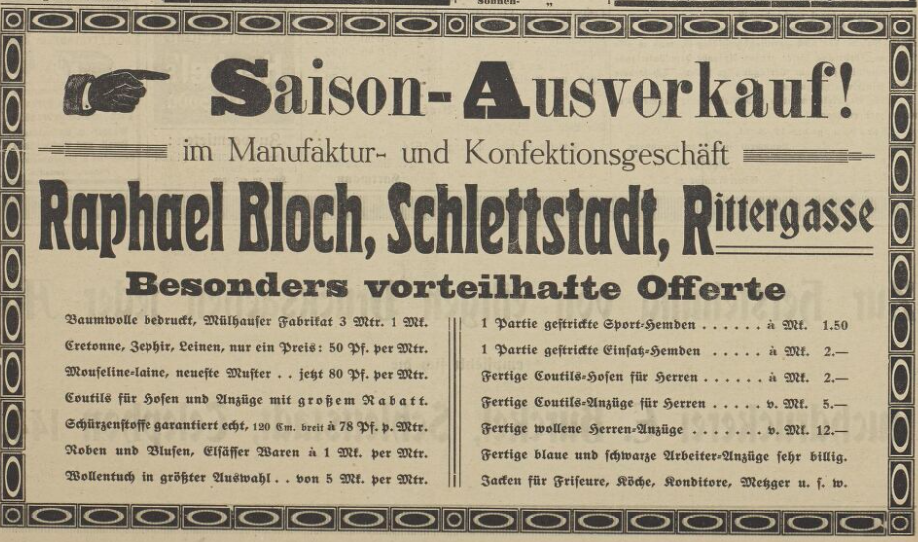 Sonnen- „
Saison-Ausverkauf!
im Manufaktur- und Konfektionsgeschäft
Raphael Bloch, Schlettstadt, Rittergasse
Besonders vorteilhafte Offerte
Baumwolle bedruckt, Mülhauser Fabrikat 3 Mtr. 1 Mk.
Cretonne, Zephir, Leinen, nur ein Preis: 50 Pf. per Mtr.
Mouseline-laine, neueste Muster . . jetzt 80 Pf. per Mtr.
Coutils für Hosen und Anzüge mit großem Rabatt.
Schürzenstoffe garantiert echt, 120 Cm. breit à 78 Pf. p. Mtr.
Roben und Blusen, Elsässer Waren à 1 Mk. per Mtr.
Wollentuch in größter Auswahl . . von 5 Mk. per Mtr.
1 Partie gestrickte Sport-Hemden . . . . . . à Mk. 1.50
1 Partie gestrickte Einsatz-Hemden . . . . . à Mk. 2.—
Fertige Coutils-Hosen für Herren . . . . . . à Mk. 2.—
Fertige Coutils-Anzüge für Herren . . . . . v. Mk. 5.—
Fertige wollene Herren-Anzüge . . . . . . v. Mk. 12.—
Fertige blaue und schwarze Arbeiter-Anzüge sehr billig.
Jacken für Friseure, Köche, Konditore, Metzger u. s. w.